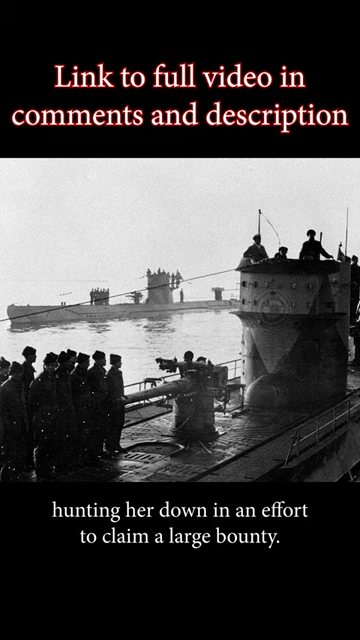 Link to full video in
comments and description
hunting her down in an effort
to claim a large bounty.